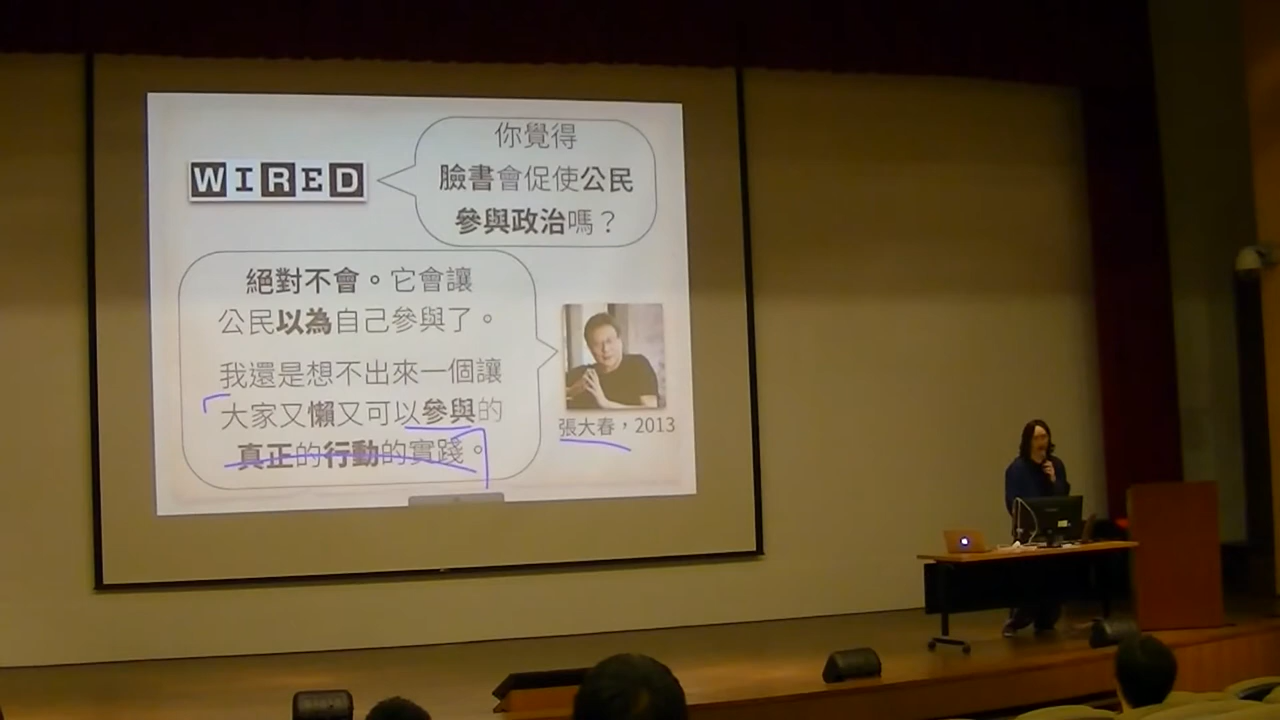 WIRED
你覺得
臉書會促使公民
參與政治嗎？
絕對不會。它會讓
公民以為自己參與了。
我還是想不出來一個讓
大家又懶又可以參與的
真正的行動的實踐。
張大春，2013